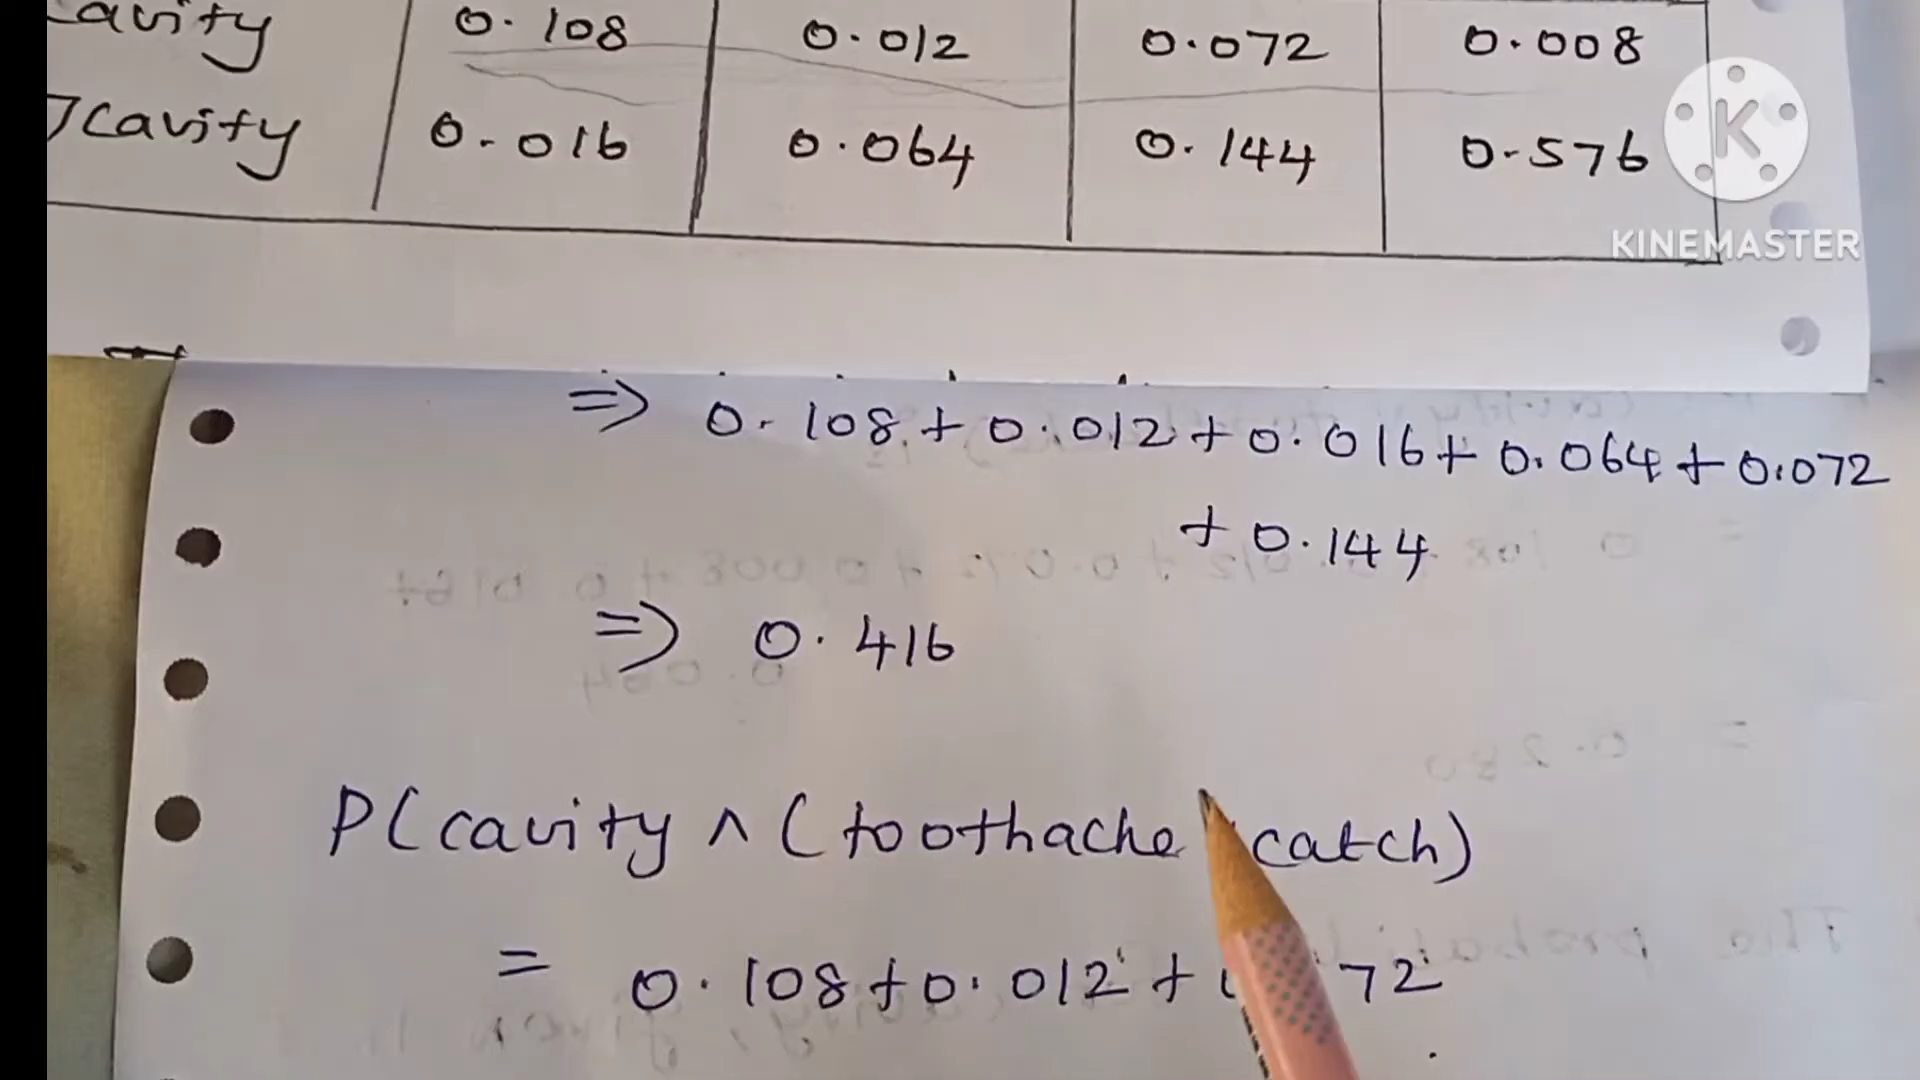 avity 0.108 0.012 0.072 0.008
7cavity 0.016 0.064 0.144 0.576
KINEMASTER
=> 0.108 + 0.012 + 0.016 + 0.064 + 0.072
+ 0.144
=> 0.416
P(cavity ∧ (toothache catch)
= 0.108 + 0.012 + 72